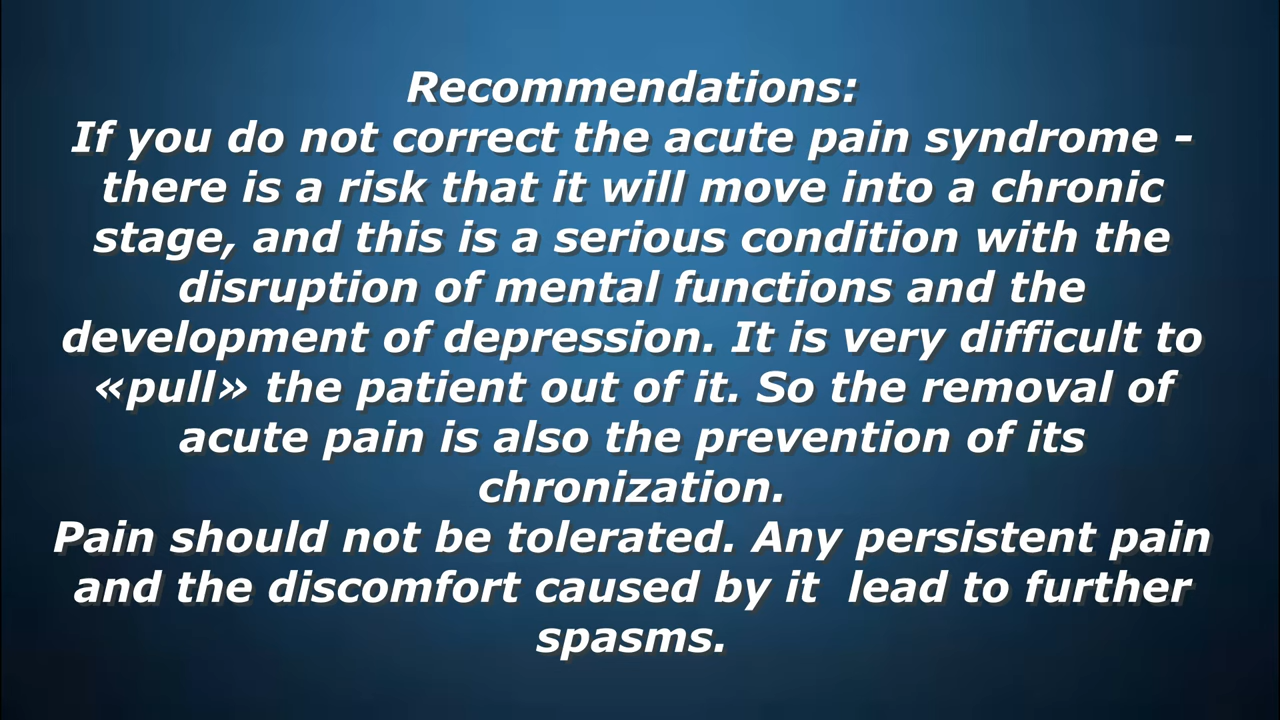 Recommendations:
If you do not correct the acute pain syndrome -
there is a risk that it will move into a chronic
stage, and this is a serious condition with the
disruption of mental functions and the
development of depression. It is very difficult to
«pull» the patient out of it. So the removal of
acute pain is also the prevention of its
chronization.
Pain should not be tolerated. Any persistent pain
and the discomfort caused by it  lead to further
spasms.